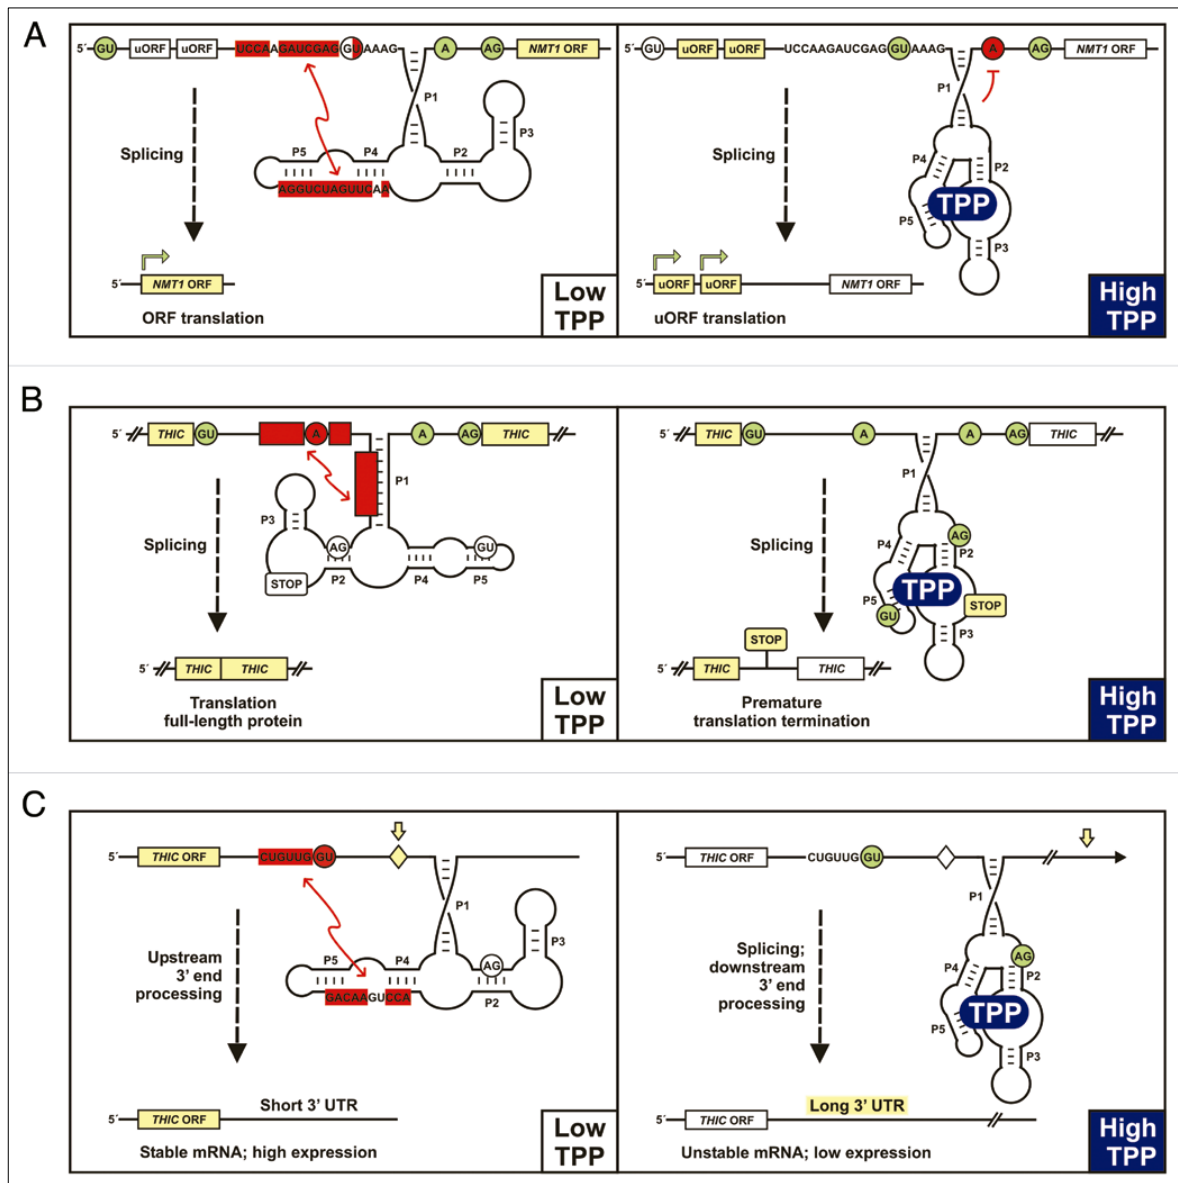 A
5´ GU uORF uORF UCCAAGAUCGAG GU AAAG A AG NMT1 ORF
P1
P3
P5 P4 P2
AGGUCUAGUUCAA
Splicing
5´ NMT1 ORF
ORF translation
Low
TPP
5´ GU uORF uORF UCCAAGAUCGAG GU AAAG A AG NMT1 ORF
P1
P4 P2
TPP
P5
P3
Splicing
5´ uORF uORF NMT1 ORF
uORF translation
High
TPP
B
5´ THIC GU A A AG THIC
P1
P3
AG GU
STOP P2 P4 P5
Splicing
5´ THIC THIC
Translation
full-length protein
Low
TPP
5´ THIC GU A A AG THIC
P1
AG
P4 P2
TPP
P5 STOP
GU
P3
Splicing
STOP
5´ THIC THIC
Premature
translation termination
High
TPP
C
5´ THIC ORF CUGUUG GU
P1
P3
P5 P4 AG
GACAAGUCCA P2
Upstream
3' end
processing
Short 3' UTR
5´ THIC ORF
Stable mRNA; high expression
Low
TPP
5´ THIC ORF CUGUUG GU
P1
AG
P4 P2
TPP
P5
P3
Splicing;
downstream
3' end
processing
Long 3' UTR
5´ THIC ORF
Unstable mRNA; low expression
High
TPP